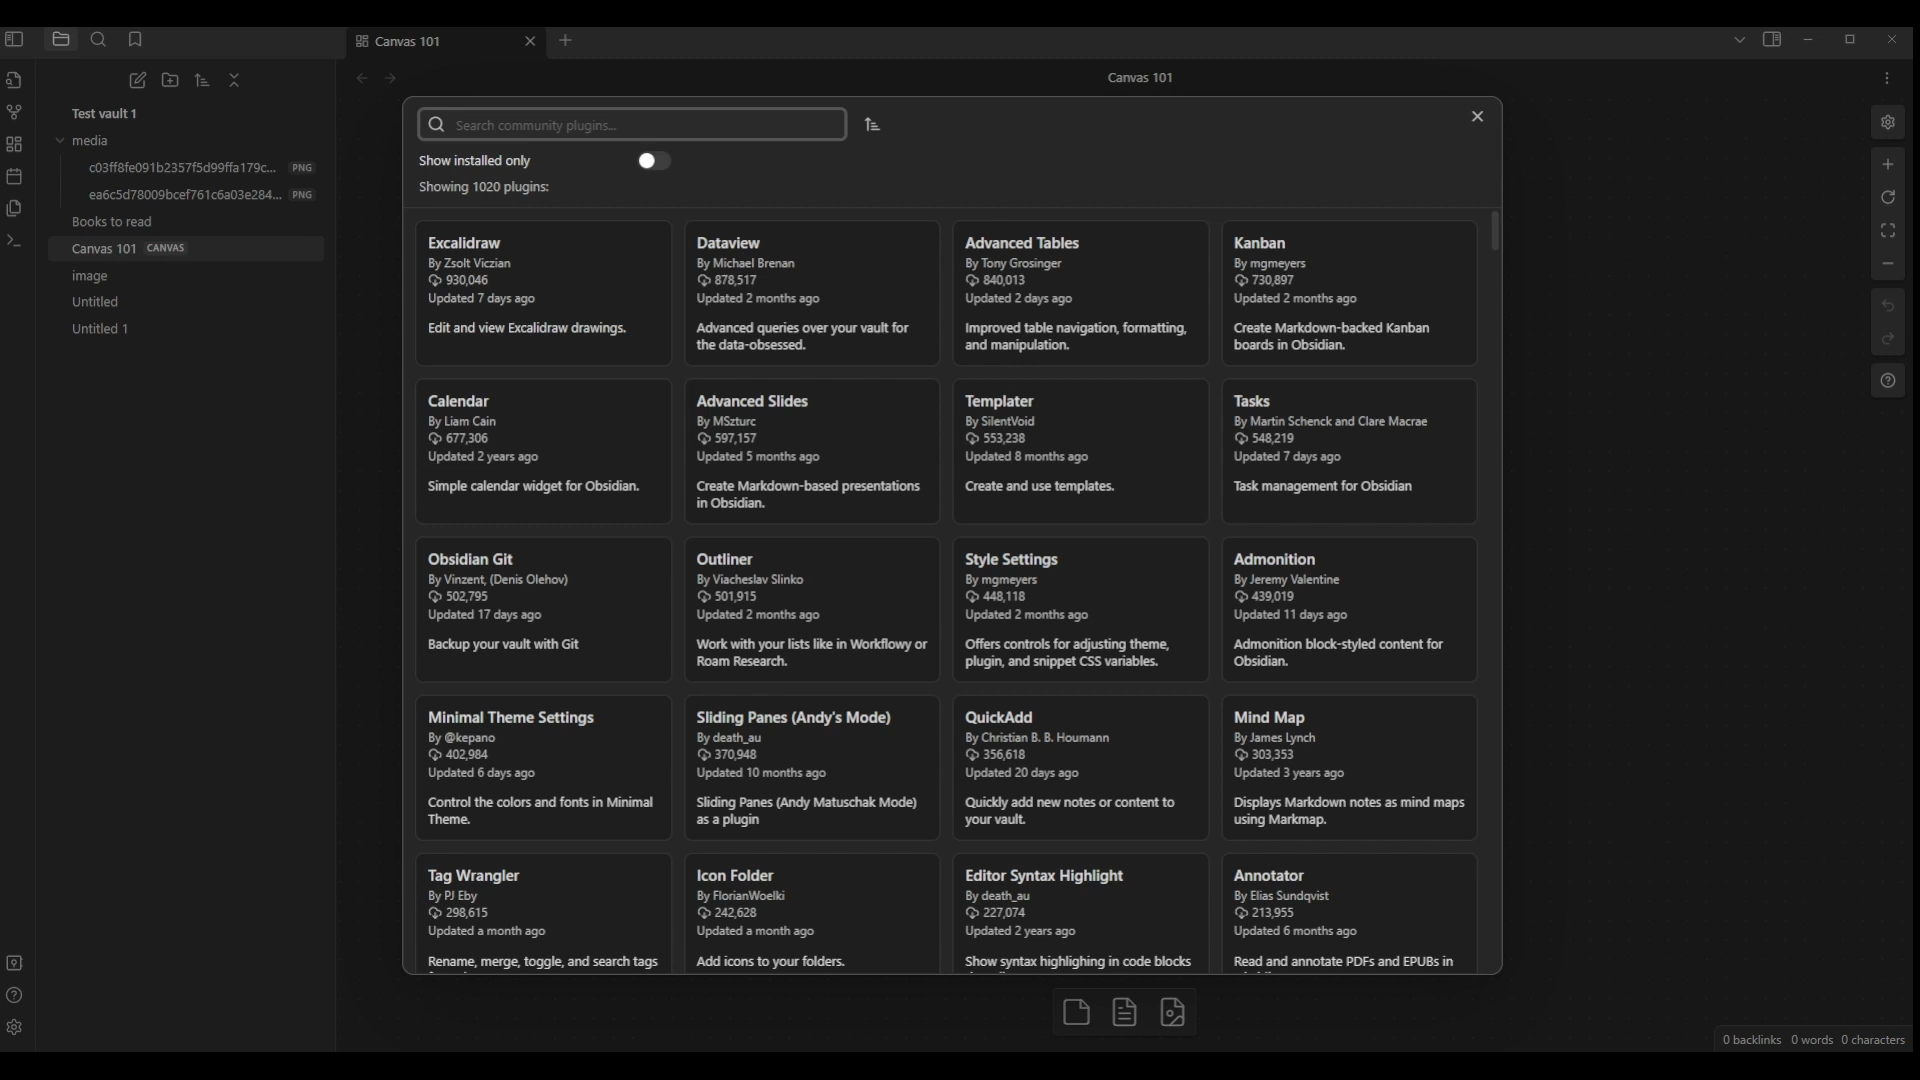 Canvas 101
Canvas 101
Test vault 1
media
c03ff8fe091b2357f5d99ffa179c... PNG
ea6c5d78009bcef761c6a03e284... PNG
Books to read
Canvas 101 CANVAS
image
Untitled
Untitled 1
Search community plugins...
Show installed only
Showing 1020 plugins:
Excalidraw
By Zsolt Viczian
930,046
Updated 7 days ago
Edit and view Excalidraw drawings.
Dataview
By Michael Brenan
878,517
Updated 2 months ago
Advanced queries over your vault for
the data-obsessed.
Advanced Tables
By Tony Grosinger
840,013
Updated 2 days ago
Improved table navigation, formatting,
and manipulation.
Kanban
By mgmeyers
730,897
Updated 2 months ago
Create Markdown-backed Kanban
boards in Obsidian.
Calendar
By Liam Cain
677,306
Updated 2 years ago
Simple calendar widget for Obsidian.
Advanced Slides
By MSzturc
597,157
Updated 5 months ago
Create Markdown-based presentations
in Obsidian.
Templater
By SilentVoid
553,238
Updated 8 months ago
Create and use templates.
Tasks
By Martin Schenck and Clare Macrae
548,219
Updated 7 days ago
Task management for Obsidian
Obsidian Git
By Vinzent, (Denis Olehov)
502,795
Updated 17 days ago
Backup your vault with Git
Outliner
By Viacheslav Slinko
501,915
Updated 2 months ago
Work with your lists like in Workflowy or
Roam Research.
Style Settings
By mgmeyers
448,118
Updated 2 months ago
Offers controls for adjusting theme,
plugin, and snippet CSS variables.
Admonition
By Jeremy Valentine
439,019
Updated 11 days ago
Admonition block-styled content for
Obsidian.
Minimal Theme Settings
By @kepano
402,984
Updated 6 days ago
Control the colors and fonts in Minimal
Theme.
Sliding Panes (Andy's Mode)
By death_au
370,948
Updated 10 months ago
Sliding Panes (Andy Matuschak Mode)
as a plugin
QuickAdd
By Christian B. B. Houmann
356,618
Updated 20 days ago
Quickly add new notes or content to
your vault.
Mind Map
By James Lynch
303,353
Updated 3 years ago
Displays Markdown notes as mind maps
using Markmap.
Tag Wrangler
By PJ Eby
298,615
Updated a month ago
Rename, merge, toggle, and search tags
Icon Folder
By FlorianWoelki
242,628
Updated a month ago
Add icons to your folders.
Editor Syntax Highlight
By death_au
227,074
Updated 2 years ago
Show syntax highlighing in code blocks
Annotator
By Elias Sundqvist
213,955
Updated 6 months ago
Read and annotate PDFs and EPUBs in
0 backlinks 0 words 0 characters